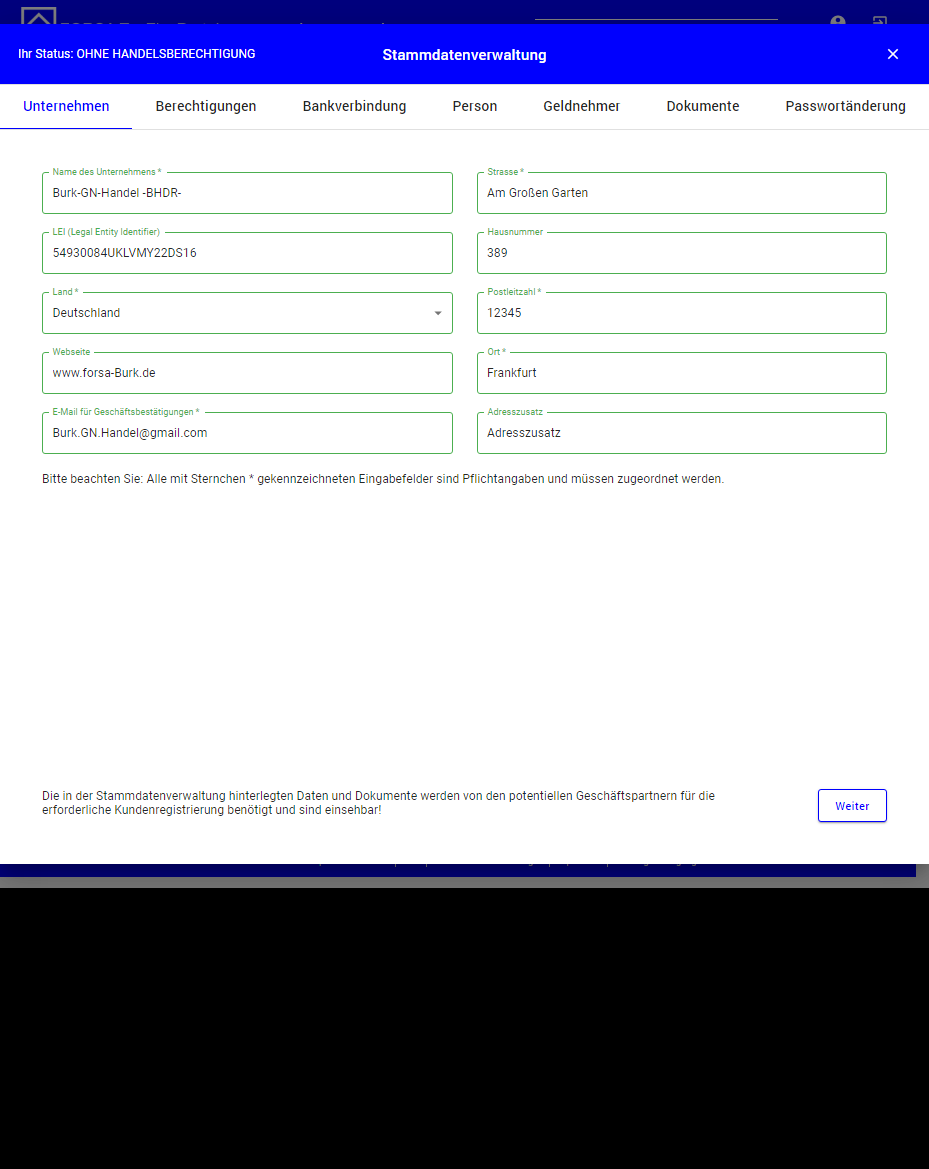 Ihr Status: OHNE HANDELSBERECHTIGUNG
Stammdatenverwaltung
Unternehmen Berechtigungen Bankverbindung Person Geldnehmer Dokumente Passwortänderung
Name des Unternehmens *
Burk-GN-Handel -BHDR-
Strasse *
Am Großen Garten
LEI (Legal Entity Identifier)
54930084UKLVMY22DS16
Hausnummer
389
Land *
Deutschland
Postleitzahl *
12345
Webseite
www.forsa-Burk.de
Ort *
Frankfurt
E-Mail für Geschäftsbestätigungen *
Burk.GN.Handel@gmail.com
Adresszusatz
Adresszusatz
Bitte beachten Sie: Alle mit Sternchen * gekennzeichneten Eingabefelder sind Pflichtangaben und müssen zugeordnet werden.
Die in der Stammdatenverwaltung hinterlegten Daten und Dokumente werden von den potentiellen Geschäftspartnern für die
erforderliche Kundenregistrierung benötigt und sind einsehbar!
Weiter